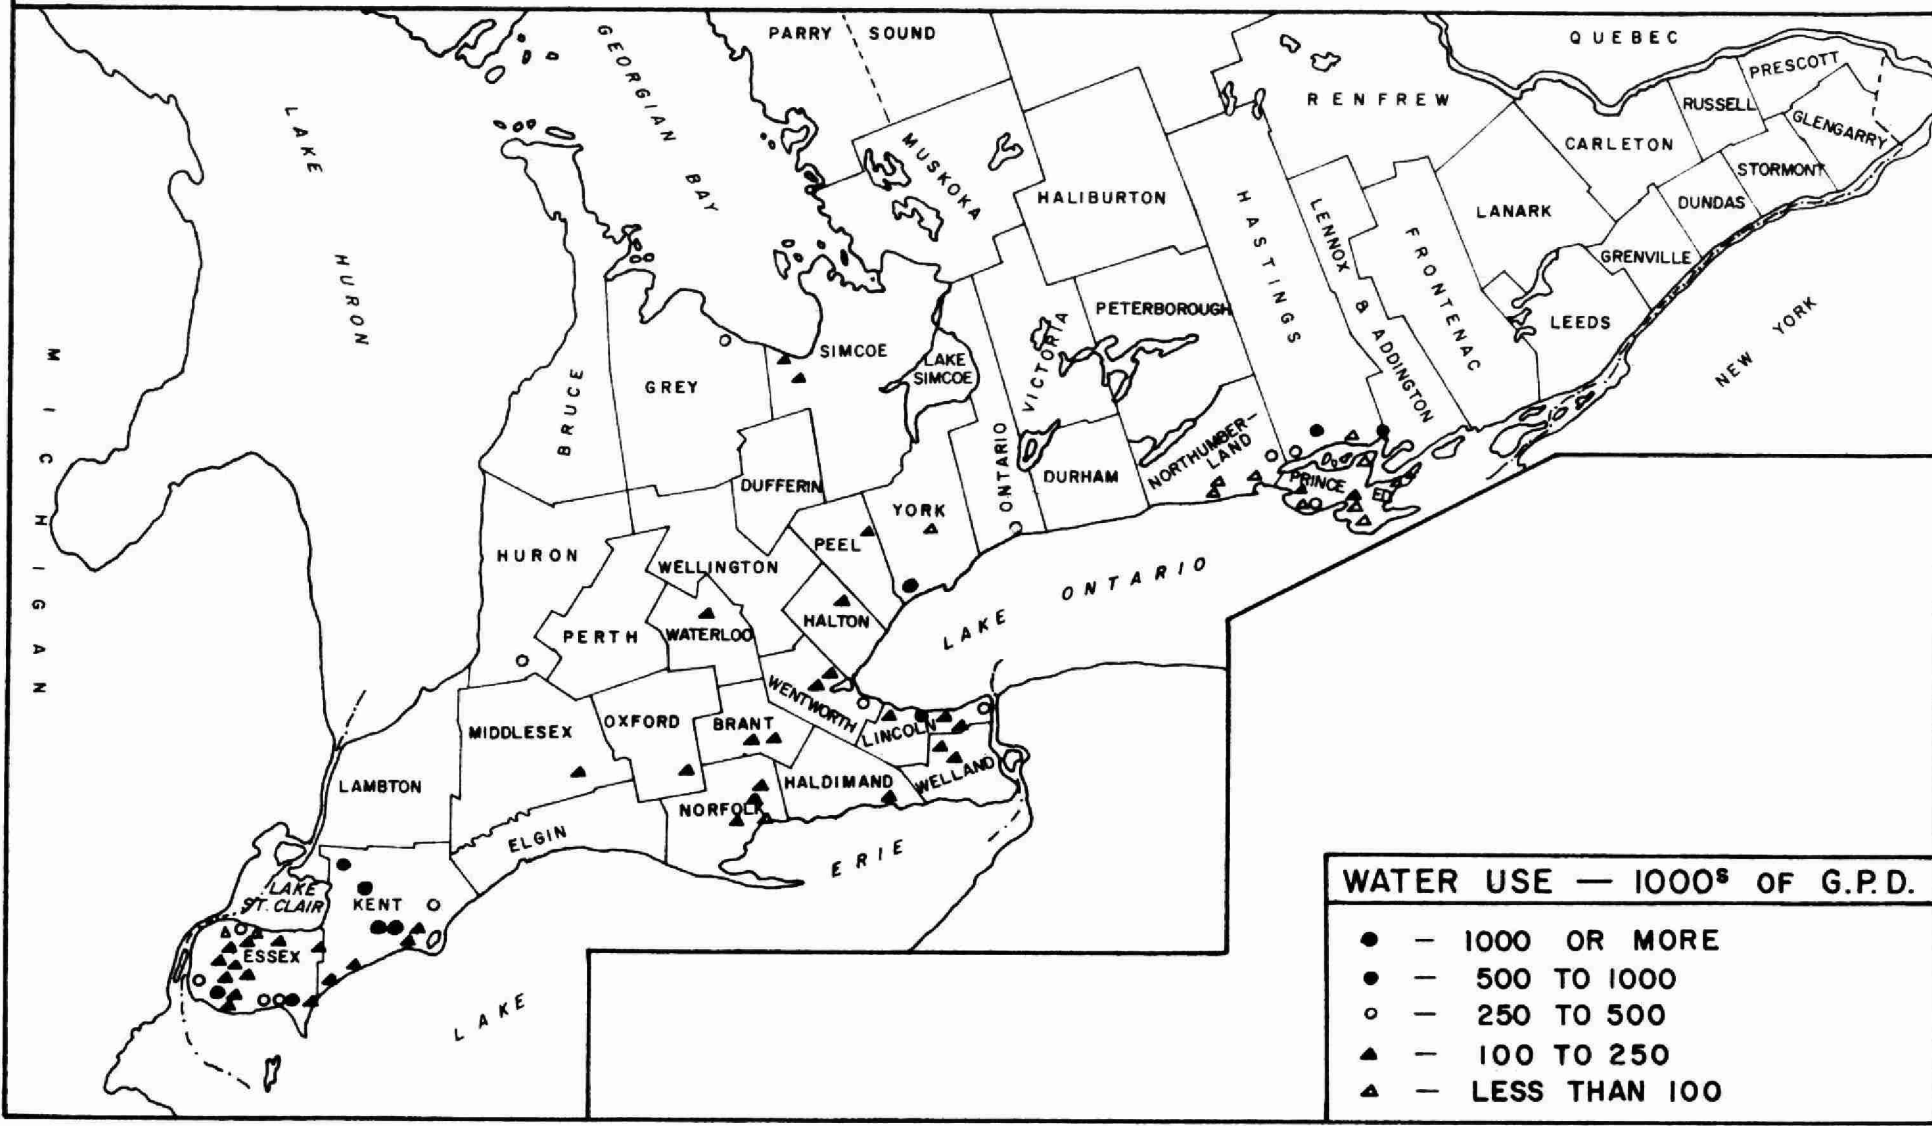 PARRY SOUND
QUEBEC
PRESCOTT
RENFREW
RUSSELL
GLENGARRY
LAKE HURON
GEORGIAN BAY
MUSKOKA
CARLETON
STORMONT
HALIBURTON
HASTINGS
LENNOX & ADDINGTON
FRONTENAC
LANARK
DUNDAS
GRENVILLE
LEEDS
NEW YORK
PETERBOROUGH
VICTORIA
MICHIGAN
BRUCE
GREY
SIMCOE
LAKE
SIMCOE
ONTARIO
DURHAM
NORTHUMBER-
LAND
PRINCE ED
DUFFERIN
YORK
PEEL
HURON
WELLINGTON
HALTON
LAKE ONTARIO
PERTH
WATERLOO
WENTWORTH
MIDDLESEX
OXFORD
BRANT
LINCOLN
LAMBTON
HALDIMAND
WELLAND
NORFOLK
ELGIN
LAKE ERIE
LAKE
ST. CLAIR
KENT
ESSEX
WATER USE — 1000s OF G.P.D.
— 1000 OR MORE
— 500 TO 1000
— 250 TO 500
— 100 TO 250
— LESS THAN 100